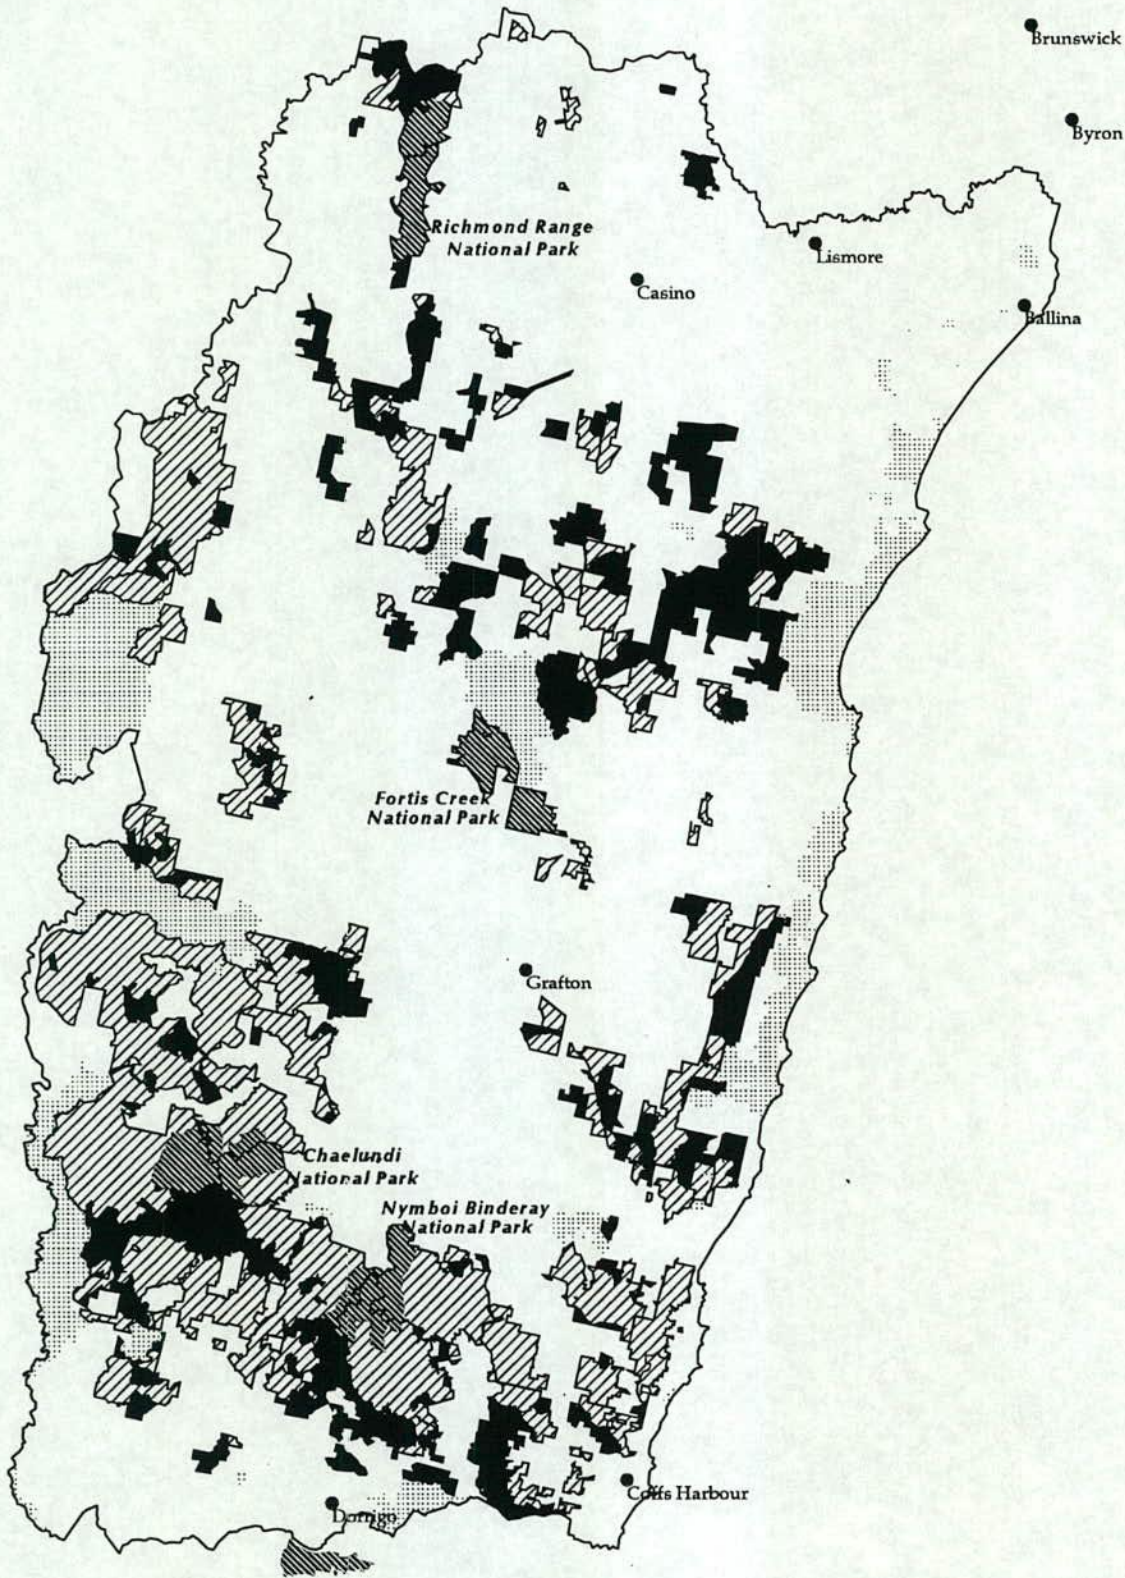 Brunswick
Byron
Richmond Range
National Park
Lismore
Casino
Ballina
Fortis Creek
National Park
Grafton
Chaelundi
National Park
Nymboi Binderay
National Park
Coffs Harbour
Dorrigo